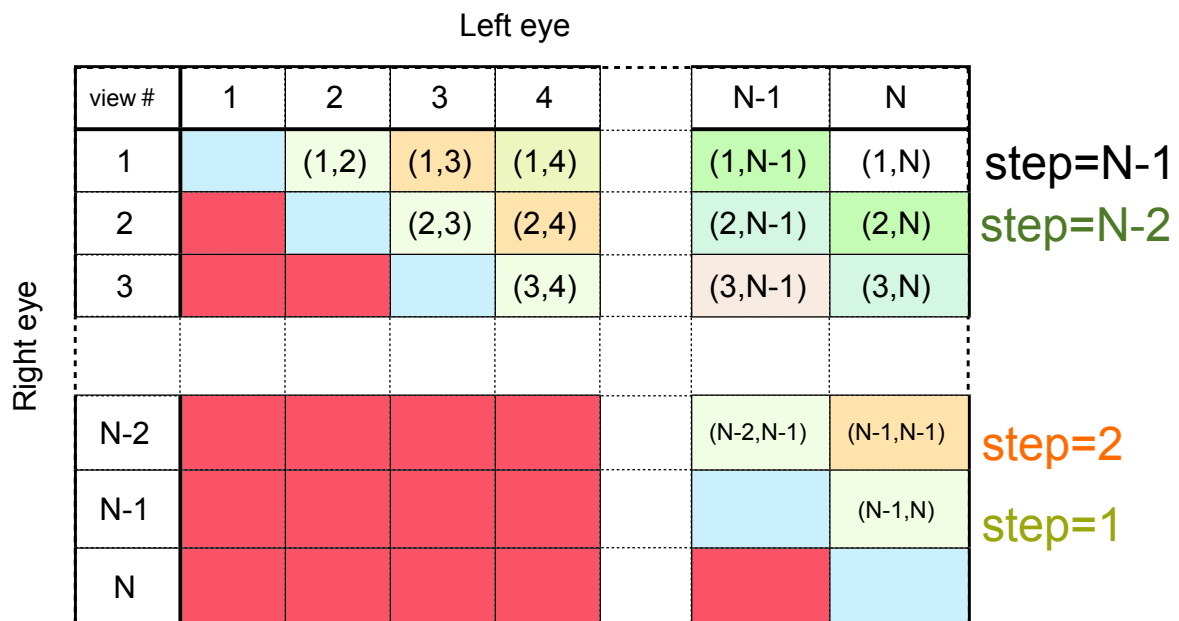 Left eye
view # 1 2 3 4 N-1 N
1 (1,2) (1,3) (1,4) (1,N-1) (1,N) step=N-1
2 (2,3) (2,4) (2,N-1) (2,N) step=N-2
3 (3,4) (3,N-1) (3,N)
Right eye
N-2 (N-2,N-1) (N-1,N-1) step=2
N-1 (N-1,N) step=1
N